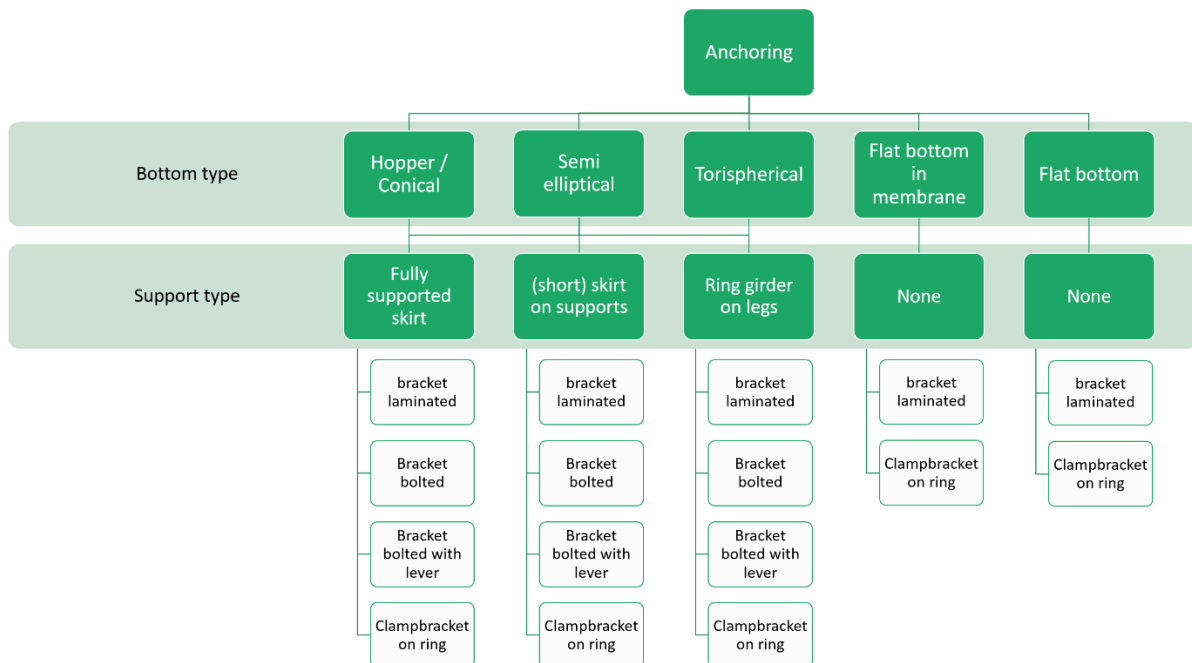 Anchoring
Bottom type
Hopper /
Conical
Semi
elliptical
Torispherical
Flat bottom
in
membrane
Flat bottom
Support type
Fully
supported
skirt
(short) skirt
on supports
Ring girder
on legs
None
None
bracket
laminated
Bracket
bolted
Bracket
bolted with
lever
Clampbracket
on ring
bracket
laminated
Bracket
bolted
Bracket
bolted with
lever
Clampbracket
on ring
bracket
laminated
Bracket
bolted
Bracket
bolted with
lever
Clampbracket
on ring
bracket
laminated
Clampbracket
on ring
bracket
laminated
Clampbracket
on ring